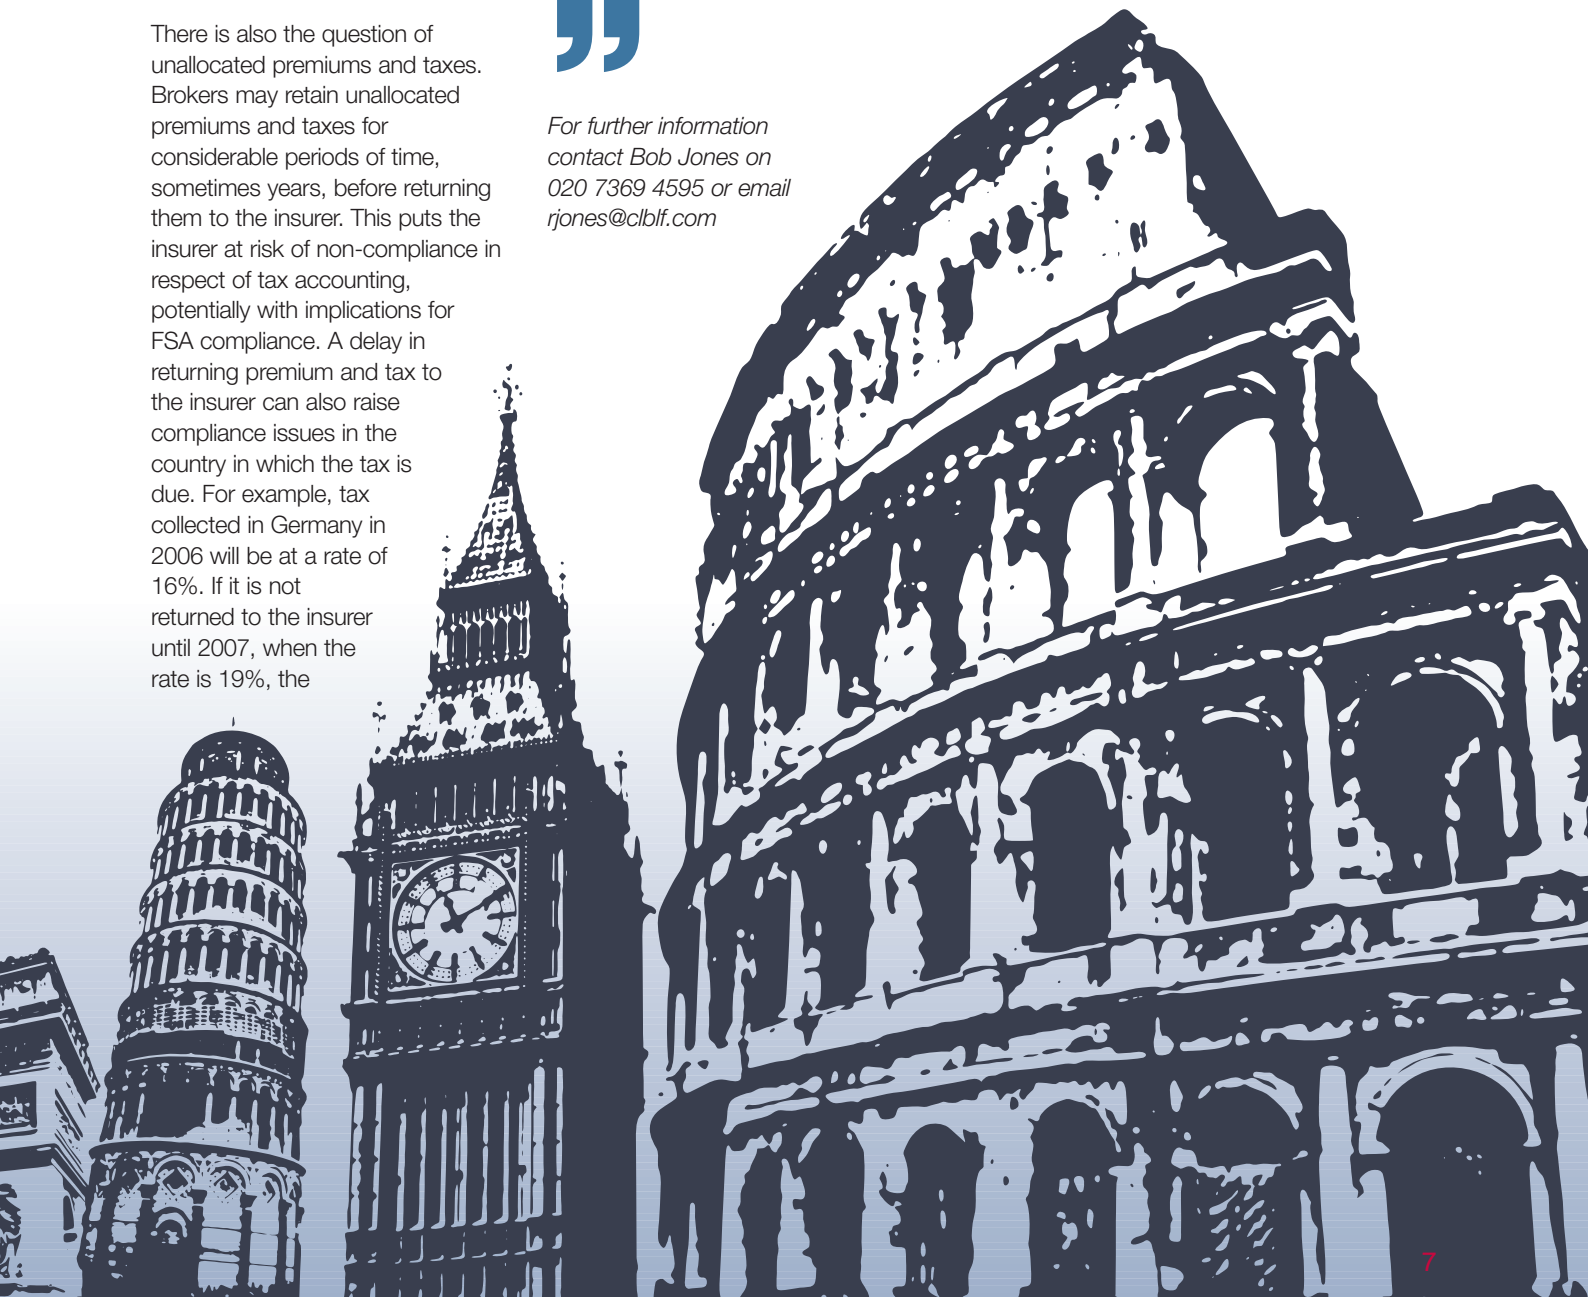 There is also the question of
unallocated premiums and taxes.
Brokers may retain unallocated
premiums and taxes for
considerable periods of time,
sometimes years, before returning
them to the insurer. This puts the
insurer at risk of non-compliance in
respect of tax accounting,
potentially with implications for
FSA compliance. A delay in
returning premium and tax to
the insurer can also raise
compliance issues in the
country in which the tax is
due. For example, tax
collected in Germany in
2006 will be at a rate of
16%. If it is not
returned to the insurer
until 2007, when the
rate is 19%, the
”
For further information
contact Bob Jones on
020 7369 4595 or email
rjones@clblf.com
7